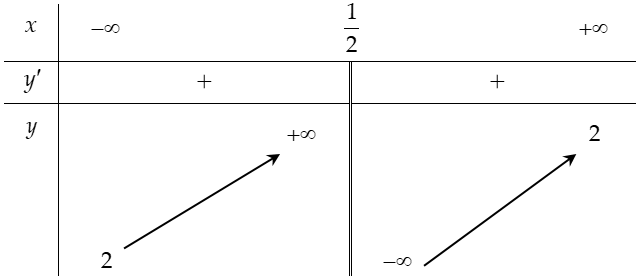 x −∞ 1/2 +∞
y′ + +
y +∞ 2
2 −∞